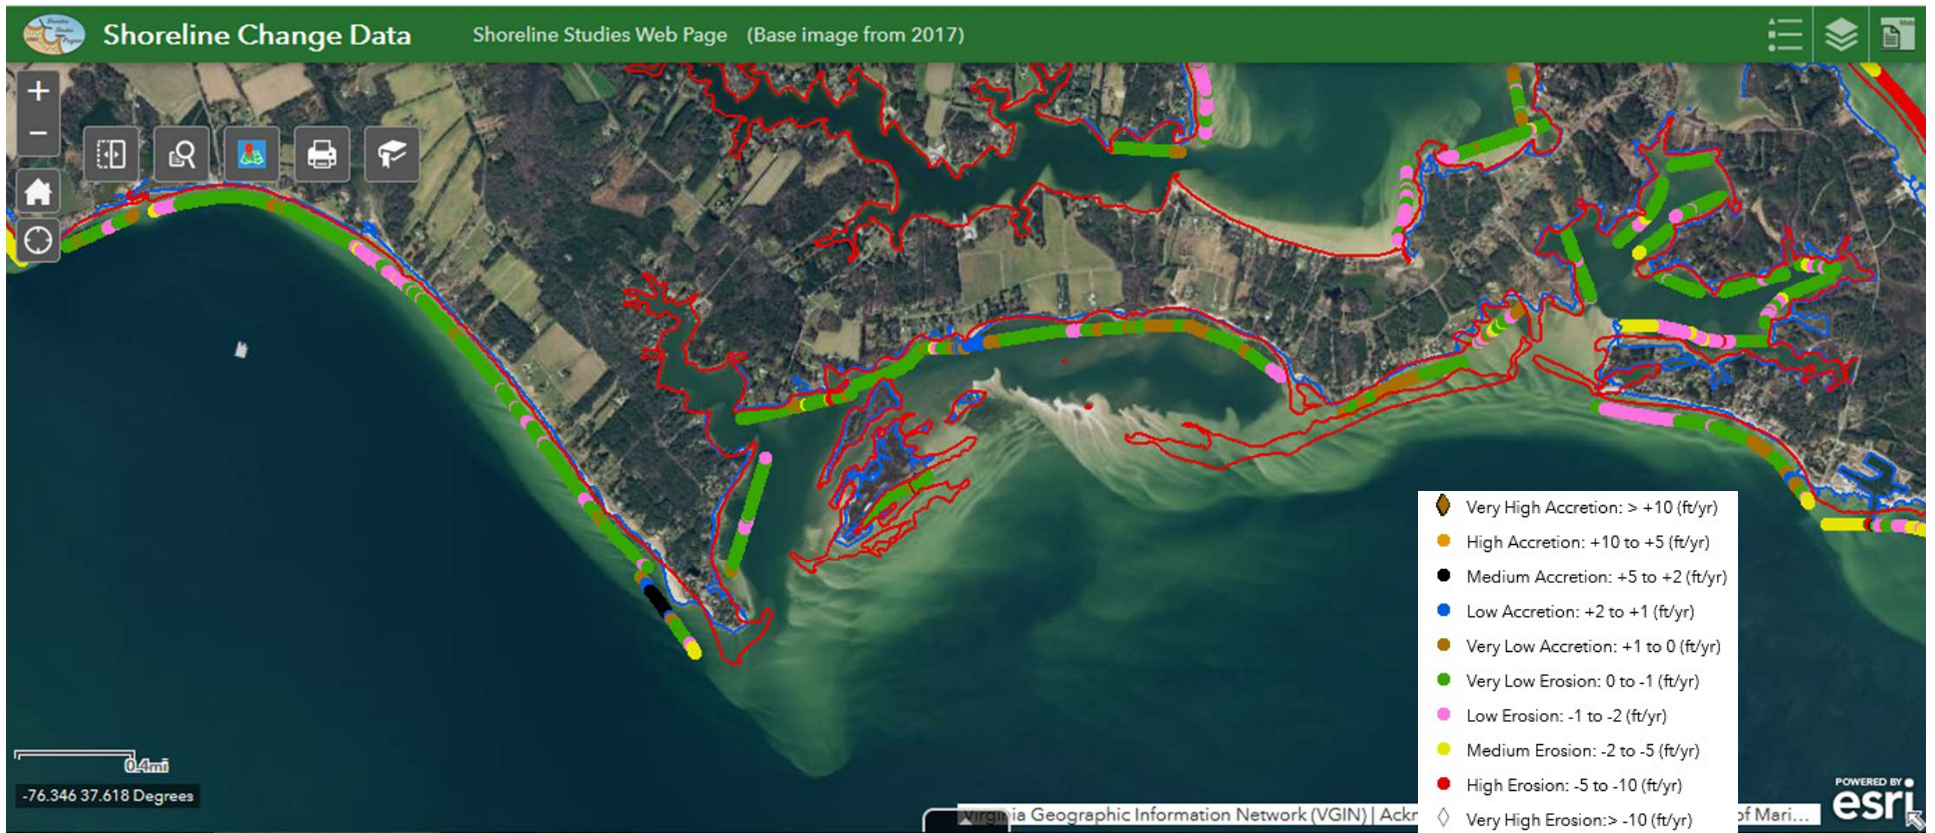 Shoreline Change Data
Shoreline Studies Web Page (Base image from 2017)
+
−
Very High Accretion: > +10 (ft/yr)
High Accretion: +10 to +5 (ft/yr)
Medium Accretion: +5 to +2 (ft/yr)
Low Accretion: +2 to +1 (ft/yr)
Very Low Accretion: +1 to 0 (ft/yr)
Very Low Erosion: 0 to -1 (ft/yr)
Low Erosion: -1 to -2 (ft/yr)
Medium Erosion: -2 to -5 (ft/yr)
High Erosion: -5 to -10 (ft/yr)
Very High Erosion:> -10 (ft/yr)
0.4mi
-76.346 37.618 Degrees
Virginia Geographic Information Network (VGIN) | Ackn
of Mari...
POWERED BY
esri